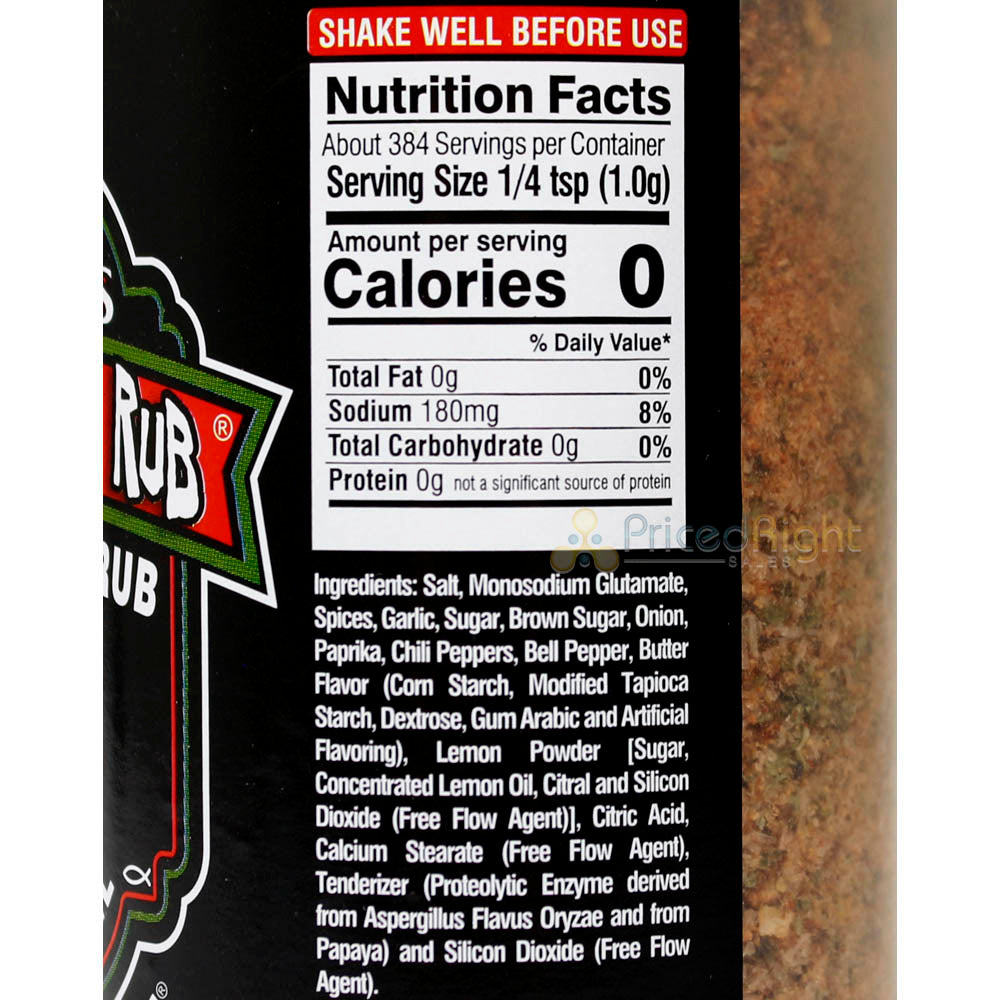 SHAKE WELL BEFORE USE
Nutrition Facts
About 384 Servings per Container
Serving Size 1/4 tsp (1.0g)
Amount per serving
Calories 0
% Daily Value*
Total Fat 0g 0%
Sodium 180mg 8%
Total Carbohydrate 0g 0%
Protein 0g not a significant source of protein
PricedRight
SALES
Ingredients: Salt, Monosodium Glutamate,
Spices, Garlic, Sugar, Brown Sugar, Onion,
Paprika, Chili Peppers, Bell Pepper, Butter
Flavor (Corn Starch, Modified Tapioca
Starch, Dextrose, Gum Arabic and Artificial
Flavoring), Lemon Powder [Sugar,
Concentrated Lemon Oil, Citral and Silicon
Dioxide (Free Flow Agent)], Citric Acid,
Calcium Stearate (Free Flow Agent),
Tenderizer (Proteolytic Enzyme derived
from Aspergillus Flavus Oryzae and from
Papaya) and Silicon Dioxide (Free Flow
Agent).
RUB®
RUB
®